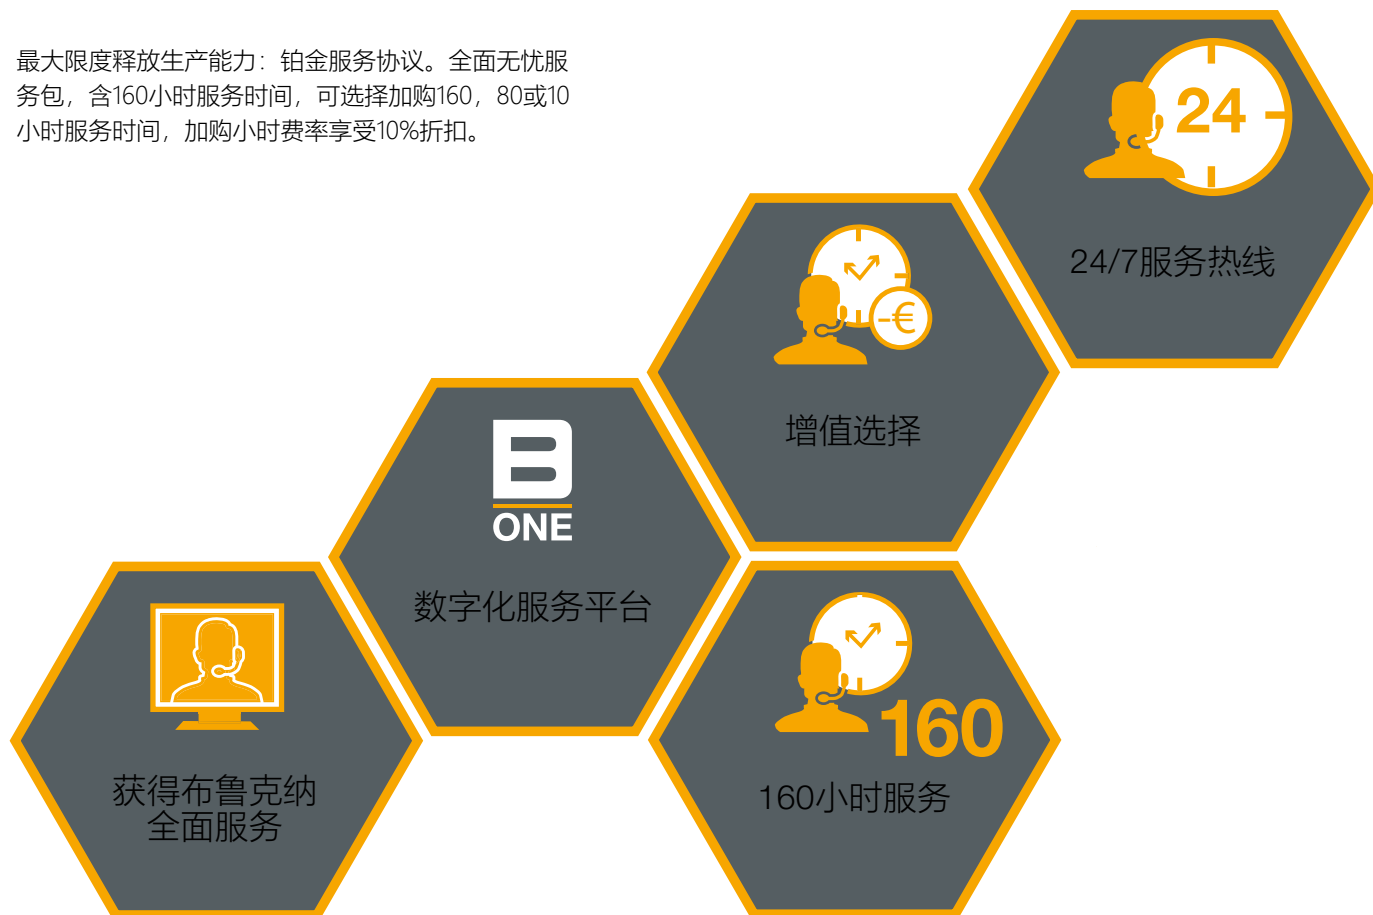 最大限度释放生产能力：铂金服务协议。全面无忧服
务包，含160小时服务时间，可选择加购160，80或10
小时服务时间，加购小时费率享受10%折扣。
24
24/7服务热线
-€
增值选择
B
ONE
数字化服务平台
160
160小时服务
获得布鲁克纳
全面服务